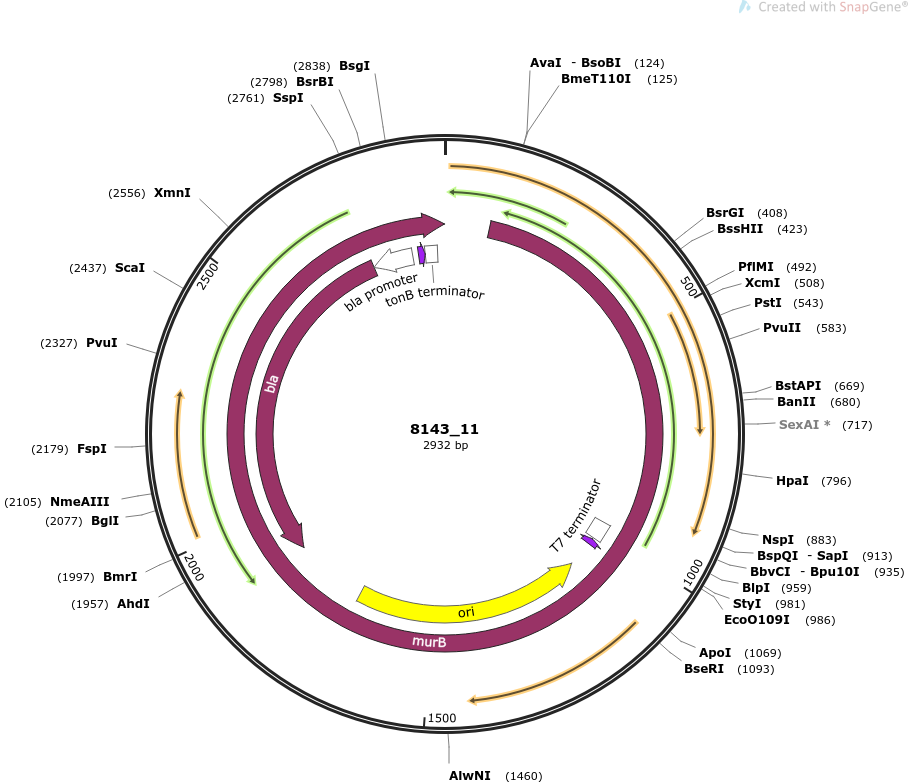 Created with SnapGene®
(2838) BsgI
(2798) BsrBI
(2761) SspI
AvaI - BsoBI (124)
BmeT110I (125)
(2556) XmnI
(2437) ScaI
(2327) PvuI
(2179) FspI
(2105) NmeAIII
(2077) BglI
(1997) BmrI
(1957) AhdI
BsrGI (408)
BssHII (423)
PflMI (492)
XcmI (508)
PstI (543)
PvuII (583)
BstAPI (669)
BanII (680)
SexAI * (717)
HpaI (796)
NspI (883)
BspQI - SapI (913)
BbvCI - Bpu10I (935)
BlpI (959)
StyI (981)
EcoO109I (986)
ApoI (1069)
BseRI (1093)
AlwNI (1460)
500
1000
1500
2000
2500
bla promoter
tonB terminator
bla
8143_11
2932 bp
T7 terminator
ori
murB